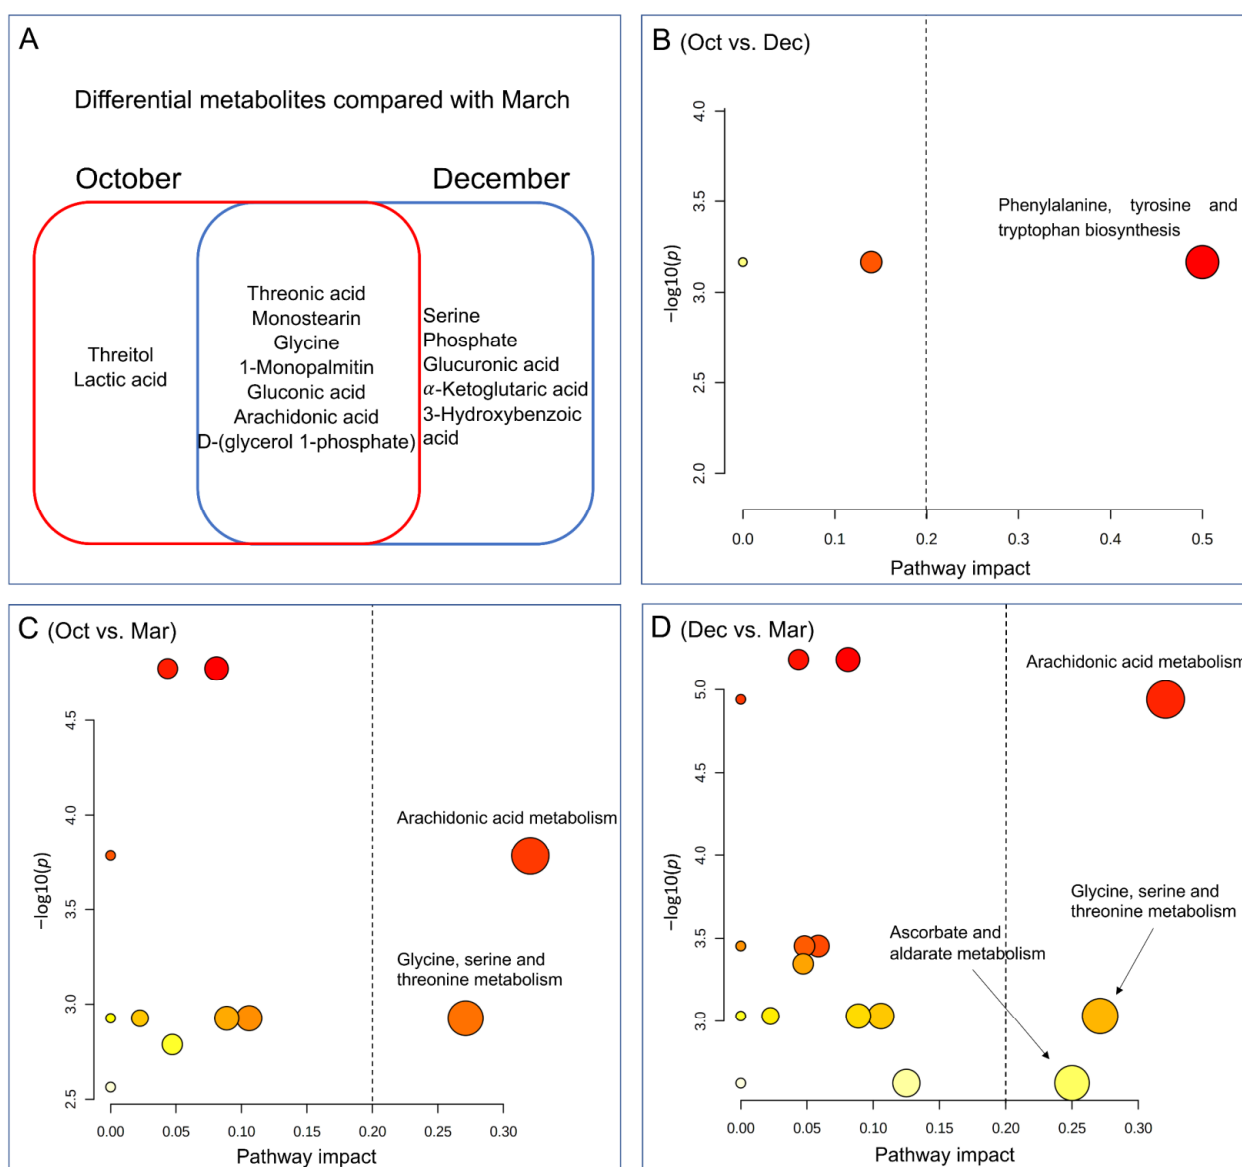 A
Differential metabolites compared with March
October
December
Threitol
Lactic acid
Threonic acid
Monostearin
Glycine
1-Monopalmitin
Gluconic acid
Arachidonic acid
D-(glycerol 1-phosphate)
Serine
Phosphate
Glucuronic acid
α-Ketoglutaric acid
3-Hydroxybenzoic
acid
B (Oct vs. Dec)
−log10(p)
4.0
3.5
3.0
2.5
2.0
Phenylalanine, tyrosine and
tryptophan biosynthesis
0.0 0.1 0.2 0.3 0.4 0.5
Pathway impact
C (Oct vs. Mar)
−log10(p)
4.5
4.0
3.5
3.0
2.5
Arachidonic acid metabolism
Glycine, serine and
threonine metabolism
0.00 0.05 0.10 0.15 0.20 0.25 0.30
Pathway impact
D (Dec vs. Mar)
−log10(p)
5.0
4.5
4.0
3.5
3.0
Arachidonic acid metabolism
Glycine, serine and
threonine metabolism
Ascorbate and
aldarate metabolism
0.00 0.05 0.10 0.15 0.20 0.25 0.30
Pathway impact